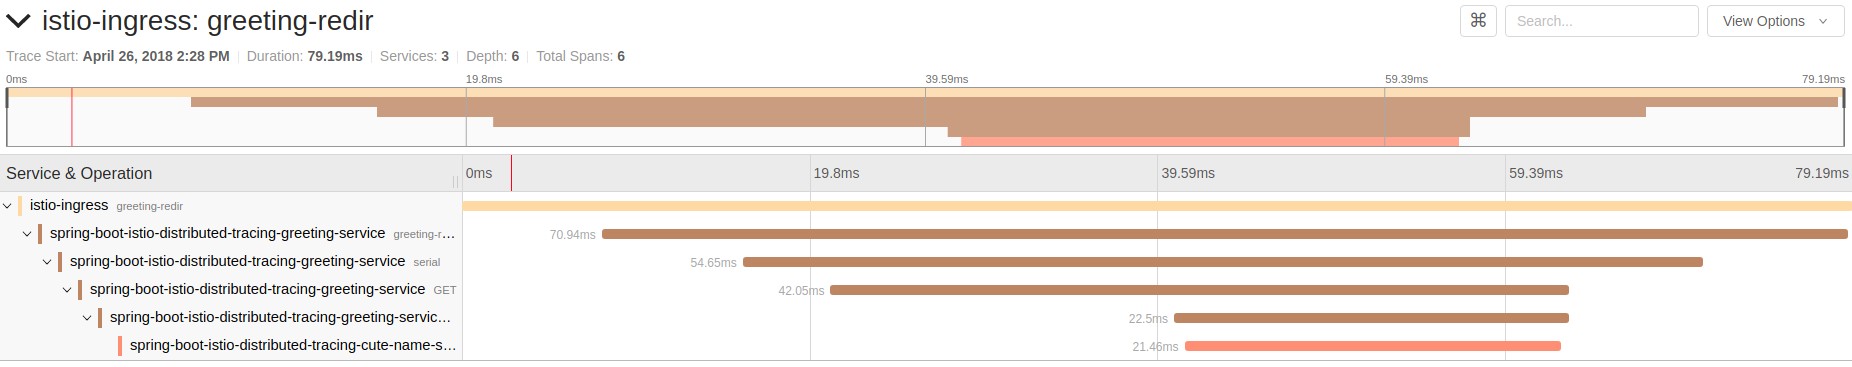 istio-ingress: greeting-redir
⌘ Search... View Options
Trace Start: April 26, 2018 2:28 PM Duration: 79.19ms Services: 3 Depth: 6 Total Spans: 6
0ms 19.8ms 39.59ms 59.39ms 79.19ms
Service & Operation 0ms 19.8ms 39.59ms 59.39ms 79.19ms
istio-ingress greeting-redir
spring-boot-istio-distributed-tracing-greeting-service greeting-r... 70.94ms
spring-boot-istio-distributed-tracing-greeting-service serial 54.65ms
spring-boot-istio-distributed-tracing-greeting-service GET 42.05ms
spring-boot-istio-distributed-tracing-greeting-servic... 22.5ms
spring-boot-istio-distributed-tracing-cute-name-s... 21.46ms